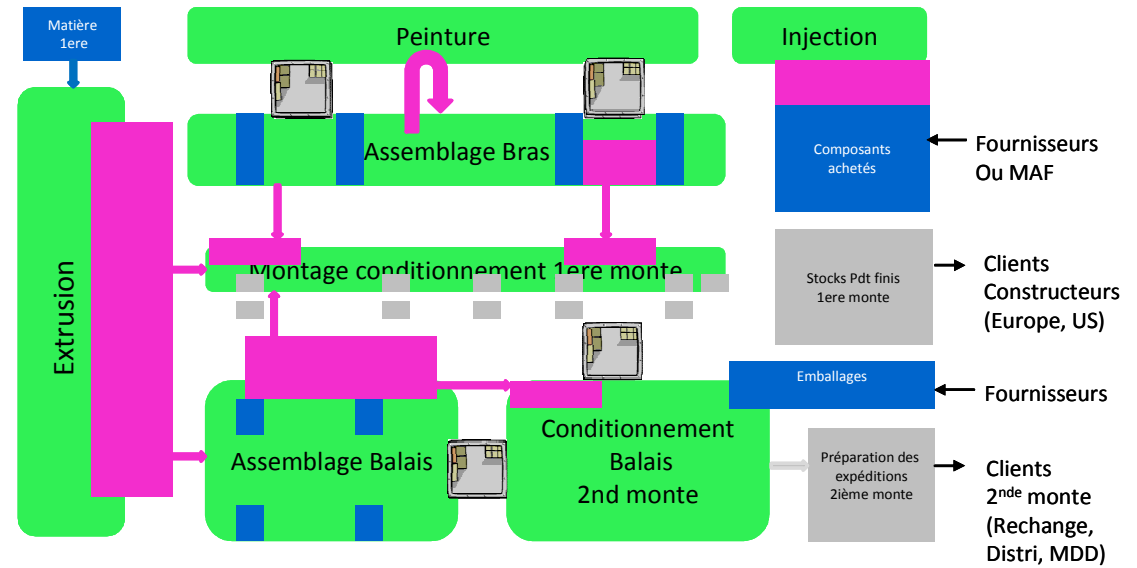 Matière
1ere
Peinture
Injection
Assemblage Bras
Composants
achetés
Fournisseurs
Ou MAF
Extrusion
Montage conditionnement 1ere monte
Stocks Pdt finis
1ere monte
Clients
Constructeurs
(Europe, US)
Emballages
Fournisseurs
Assemblage Balais
Conditionnement
Balais
2nd monte
Préparation des
expéditions
2ième monte
Clients
2nde monte
(Rechange,
Distri, MDD)